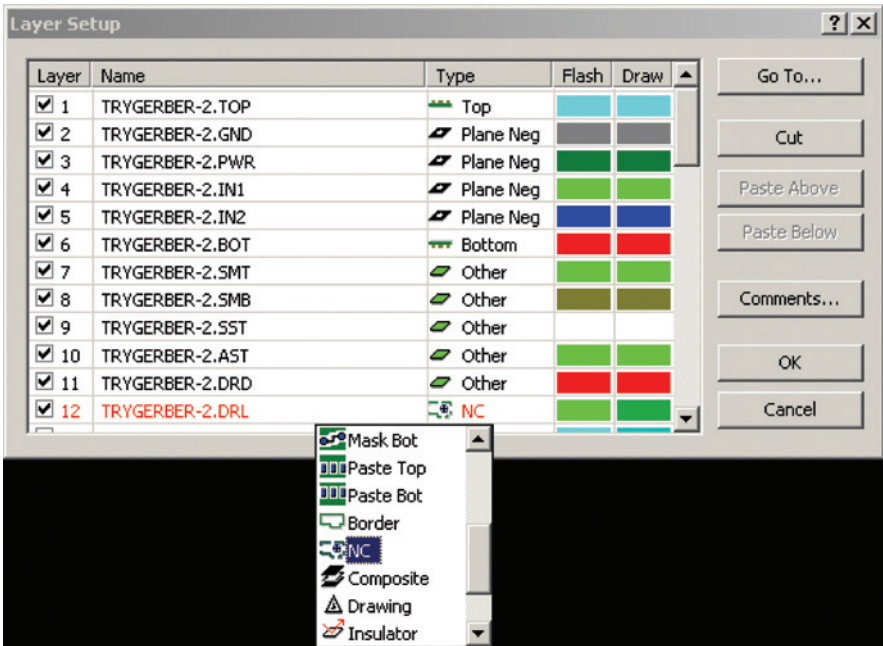 Layer Setup
Layer Name Type Flash Draw
1 TRYGERBER-2.TOP Top
2 TRYGERBER-2.GND Plane Neg
3 TRYGERBER-2.PWR Plane Neg
4 TRYGERBER-2.IN1 Plane Neg
5 TRYGERBER-2.IN2 Plane Neg
6 TRYGERBER-2.BOT Bottom
7 TRYGERBER-2.SMT Other
8 TRYGERBER-2.SMB Other
9 TRYGERBER-2.SST Other
10 TRYGERBER-2.AST Other
11 TRYGERBER-2.DRD Other
12 TRYGERBER-2.DRL NC
Go To...
Cut
Paste Above
Paste Below
Comments...
OK
Cancel
Mask Bot
Paste Top
Paste Bot
Border
NC
Composite
Drawing
Insulator